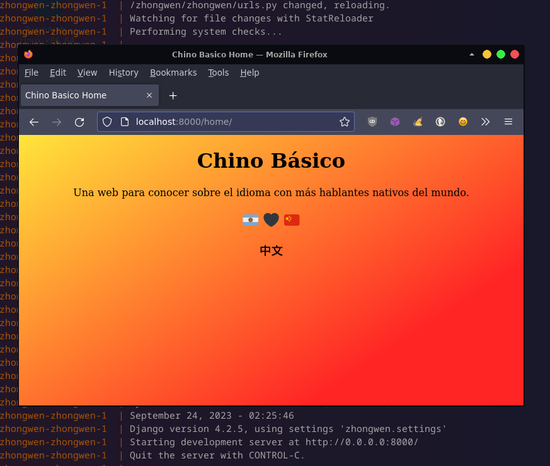 zhongwen-zhongwen-1 | /zhongwen/zhongwen/urls.py changed, reloading.
zhongwen-zhongwen-1 | Watching for file changes with StatReloader
zhongwen-zhongwen-1 | Performing system checks...
Chino Basico Home — Mozilla Firefox
File Edit View History Bookmarks Tools Help
Chino Basico Home
localhost:8000/home/
Chino Básico
Una web para conocer sobre el idioma con más hablantes nativos del mundo.
🇦🇷 🖤 🇨🇳
中文
zhongwen-zhongwen-1 | September 24, 2023 - 02:25:46
zhongwen-zhongwen-1 | Django version 4.2.5, using settings 'zhongwen.settings'
zhongwen-zhongwen-1 | Starting development server at http://0.0.0.0:8000/
zhongwen-zhongwen-1 | Quit the server with CONTROL-C.